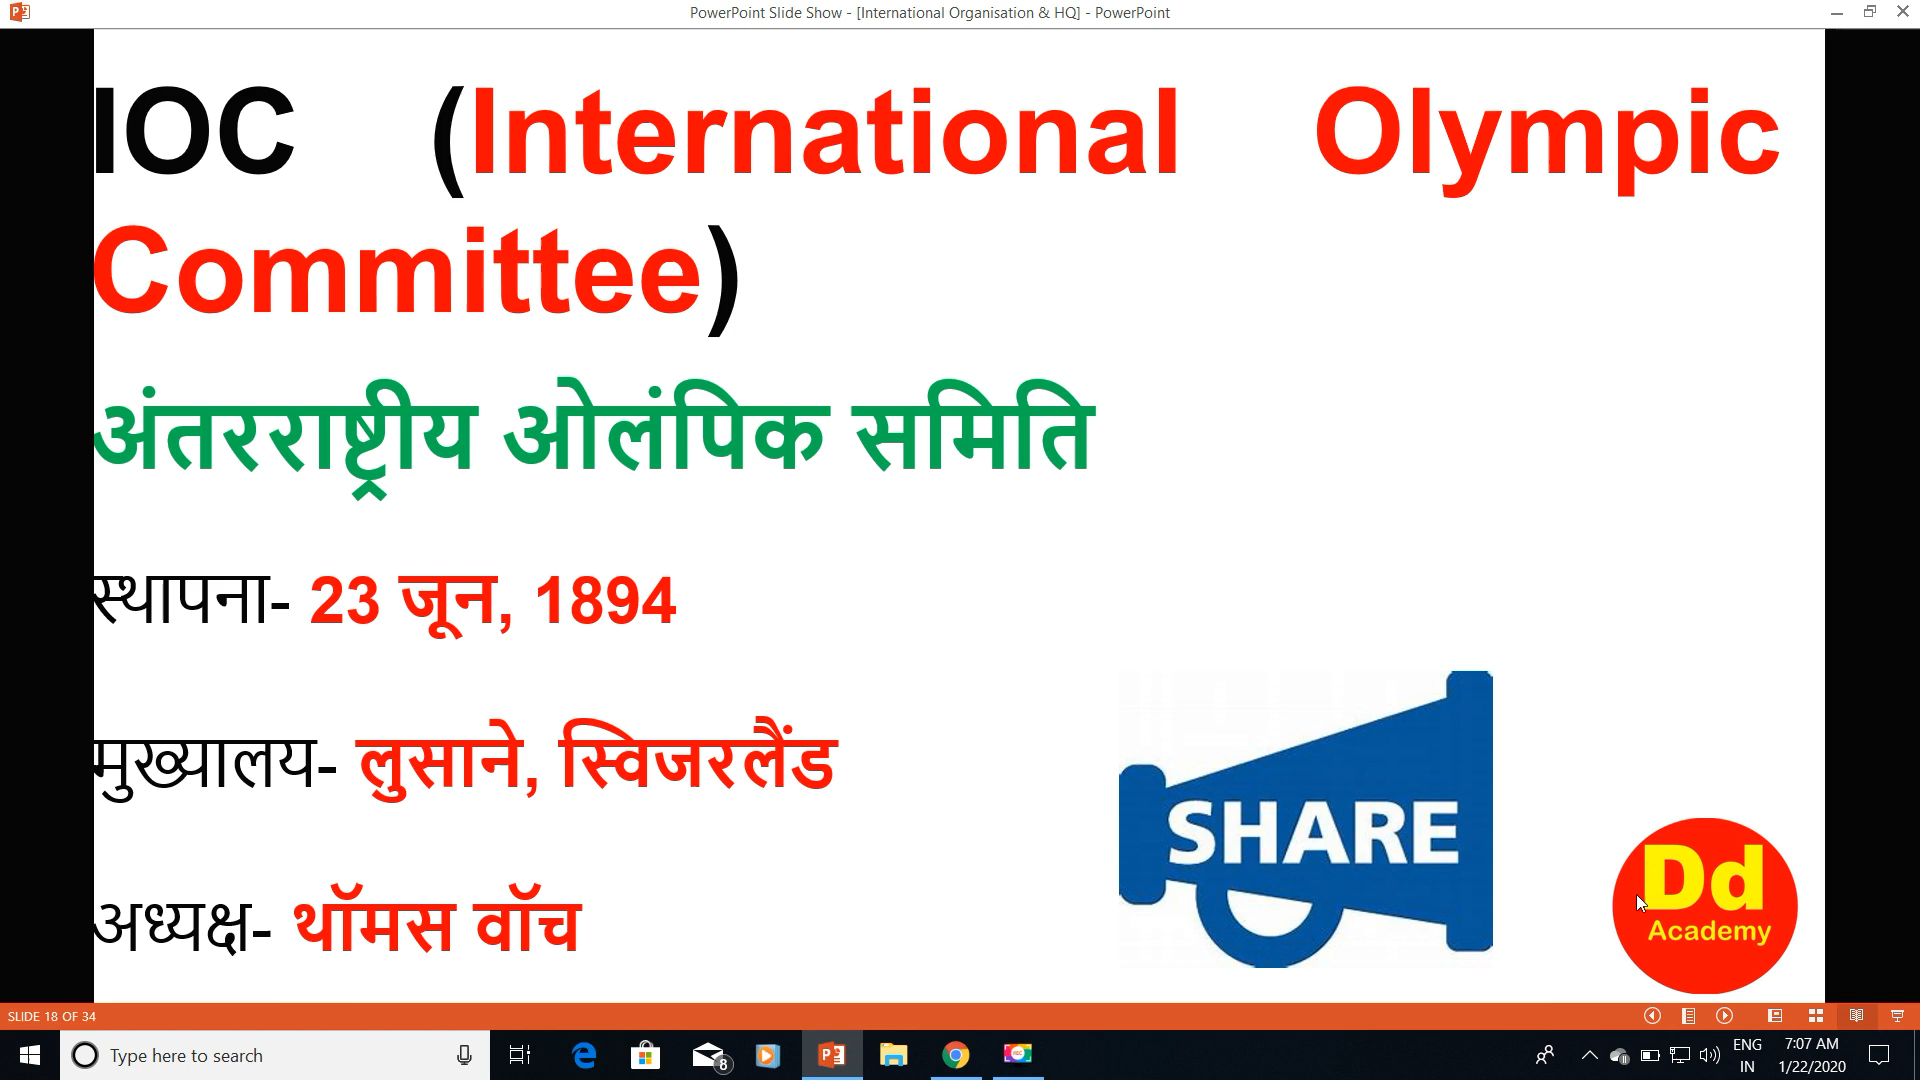 PowerPoint Slide Show - [International Organisation & HQ] - PowerPoint
IOC (International Olympic
Committee)
अंतरराष्ट्रीय ओलंपिक समिति
स्थापना- 23 जून, 1894
मुख्यालय- लुसाने, स्विजरलैंड
अध्यक्ष- थॉमस वॉच
SHARE
Dd
Academy
SLIDE 18 OF 34
Type here to search
8
ENG
IN
7:07 AM
1/22/2020